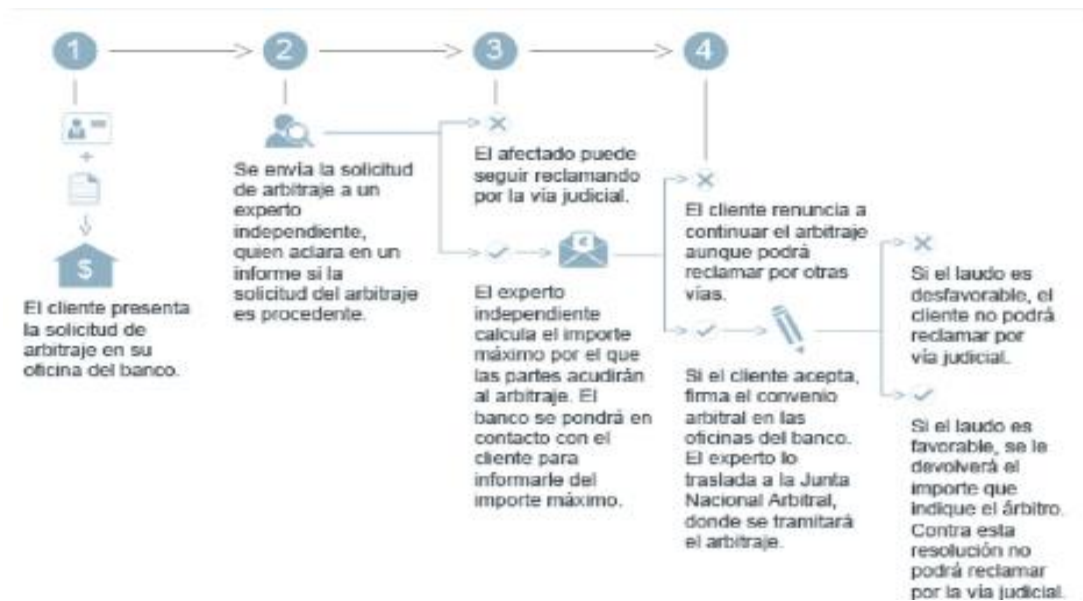 1
2
3
4
$
El cliente presenta
la solicitud de
arbitraje en su
oficina del banco.
Se envía la solicitud
de arbitraje a un
experto
independiente,
quien aclara en un
informe si la
solicitud del arbitraje
es procedente.
El afectado puede
seguir reclamando
por la vía judicial.
€
El experto
independiente
calcula el importe
máximo por el que
las partes acudirán
al arbitraje. El
banco se pondrá en
contacto con el
cliente para
informarle del
importe máximo.
El cliente renuncia a
continuar el arbitraje
aunque podrá
reclamar por otras
vías.
Si el cliente acepta,
firma el convenio
arbitral en las
oficinas del banco.
El experto lo
traslada a la Junta
Nacional Arbitral,
donde se tramitará
el arbitraje.
Si el laudo es
desfavorable, el
cliente no podrá
reclamar por
vía judicial.
Si el laudo es
favorable, se le
devolverá el
importe que
indique el árbitro.
Contra esta
resolución no
podrá reclamar
por la vía judicial.